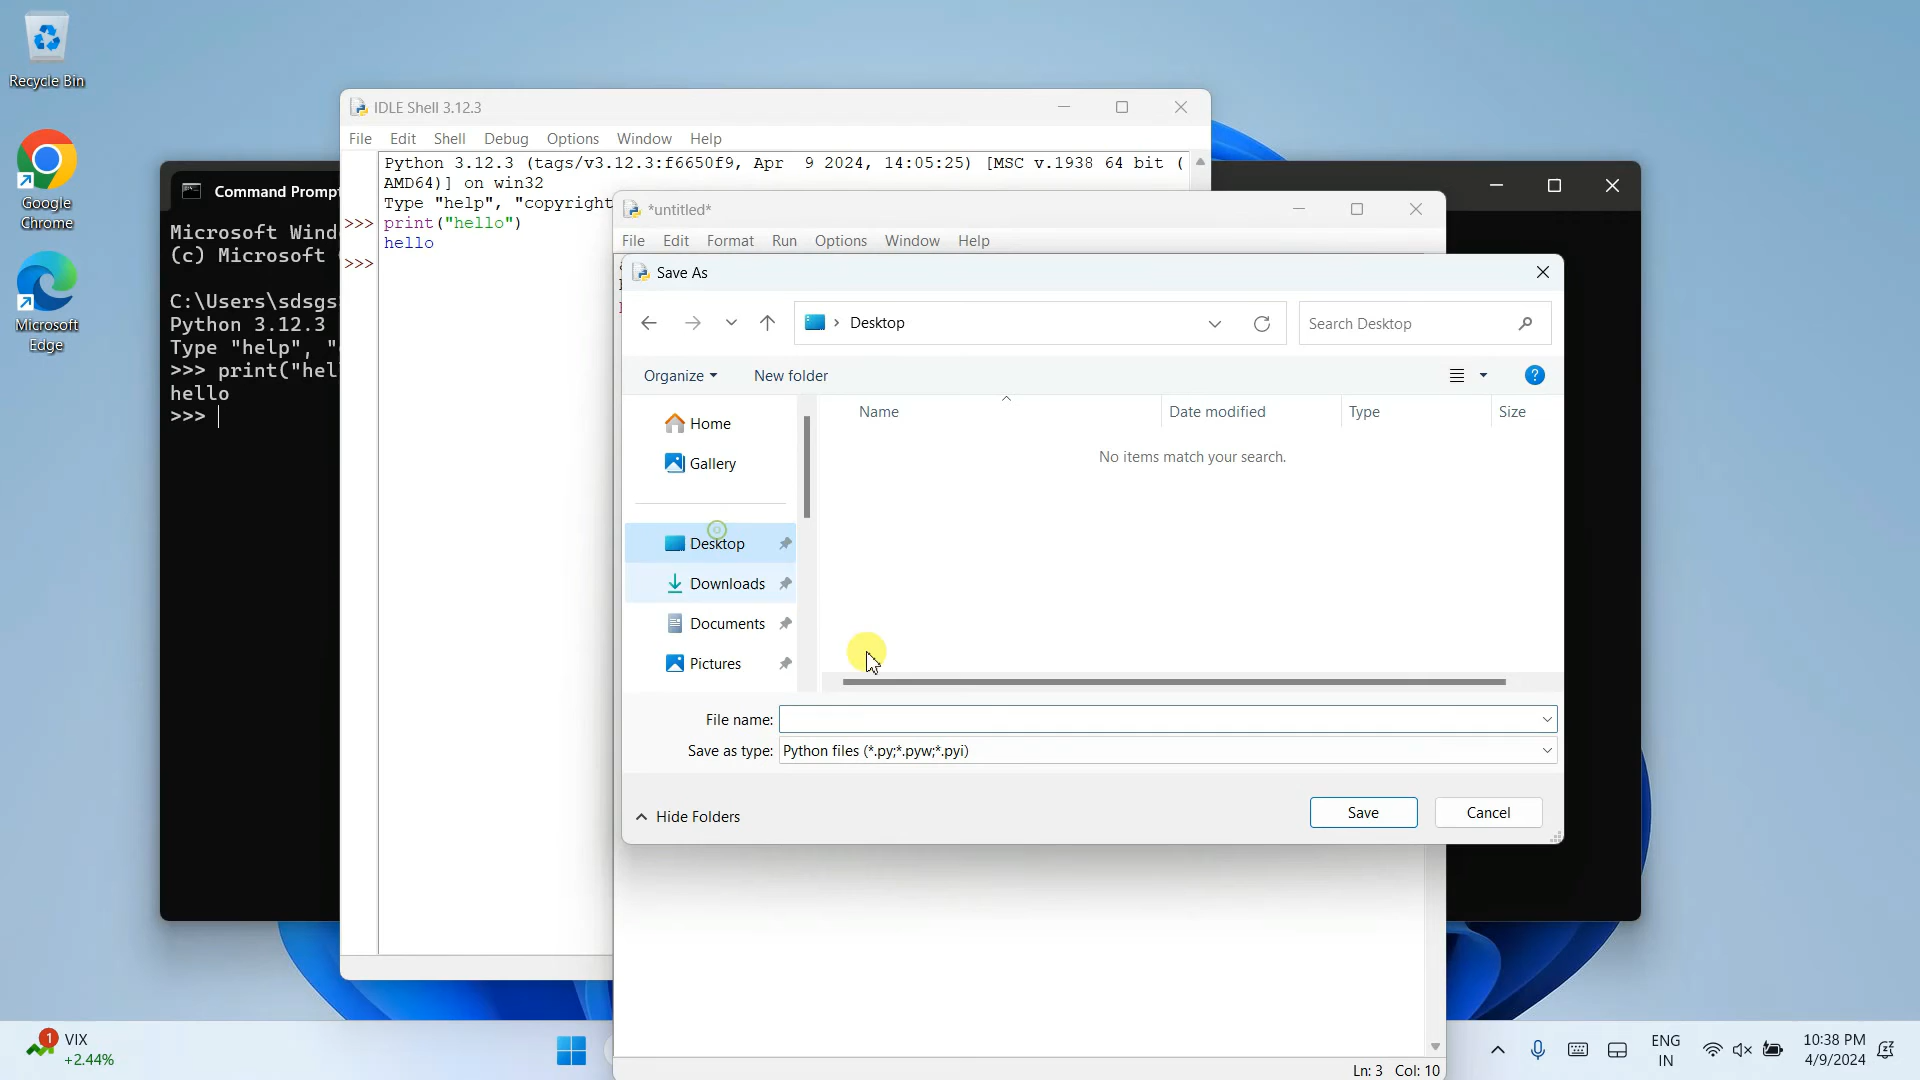 Recycle Bin
Google
Chrome
Microsoft
Edge
Command Prompt
Microsoft Wind
(c) Microsoft
C:\Users\sdsgs
Python 3.12.3
Type "help", "
>>> print("hel
hello
>>>
IDLE Shell 3.12.3
File Edit Shell Debug Options Window Help
Python 3.12.3 (tags/v3.12.3:f6650f9, Apr  9 2024, 14:05:25) [MSC v.1938 64 bit (
AMD64)] on win32
Type "help", "copyright
>>> print("hello")
hello
>>>
*untitled*
File Edit Format Run Options Window Help
Save As
Desktop
Search Desktop
Organize
New folder
Name Date modified Type Size
No items match your search.
Home
Gallery
Desktop
Downloads
Documents
Pictures
File name:
Save as type: Python files (*.py;*.pyw;*.pyi)
Hide Folders
Save Cancel
Ln: 3 Col: 10
1
VIX
+2.44%
ENG
IN
10:38 PM
4/9/2024